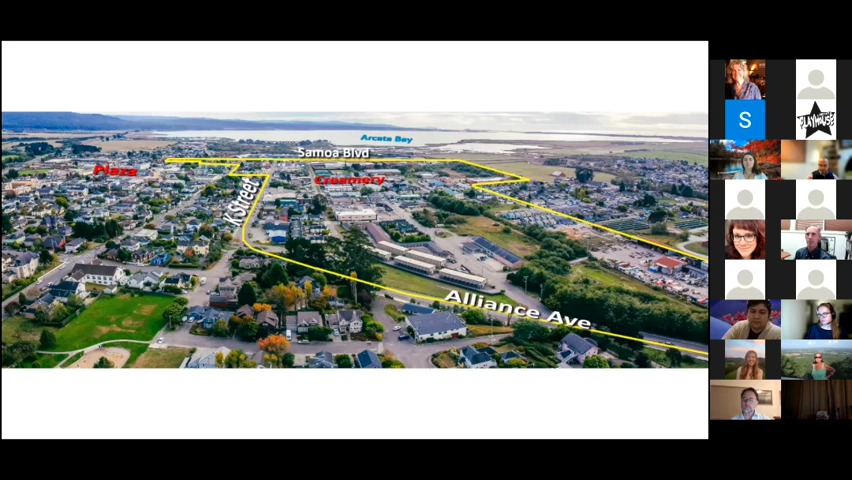 Arcata Bay
Samoa Blvd
Plaza
Creamery
K Street
Alliance Ave
S
PLAYHOUSE